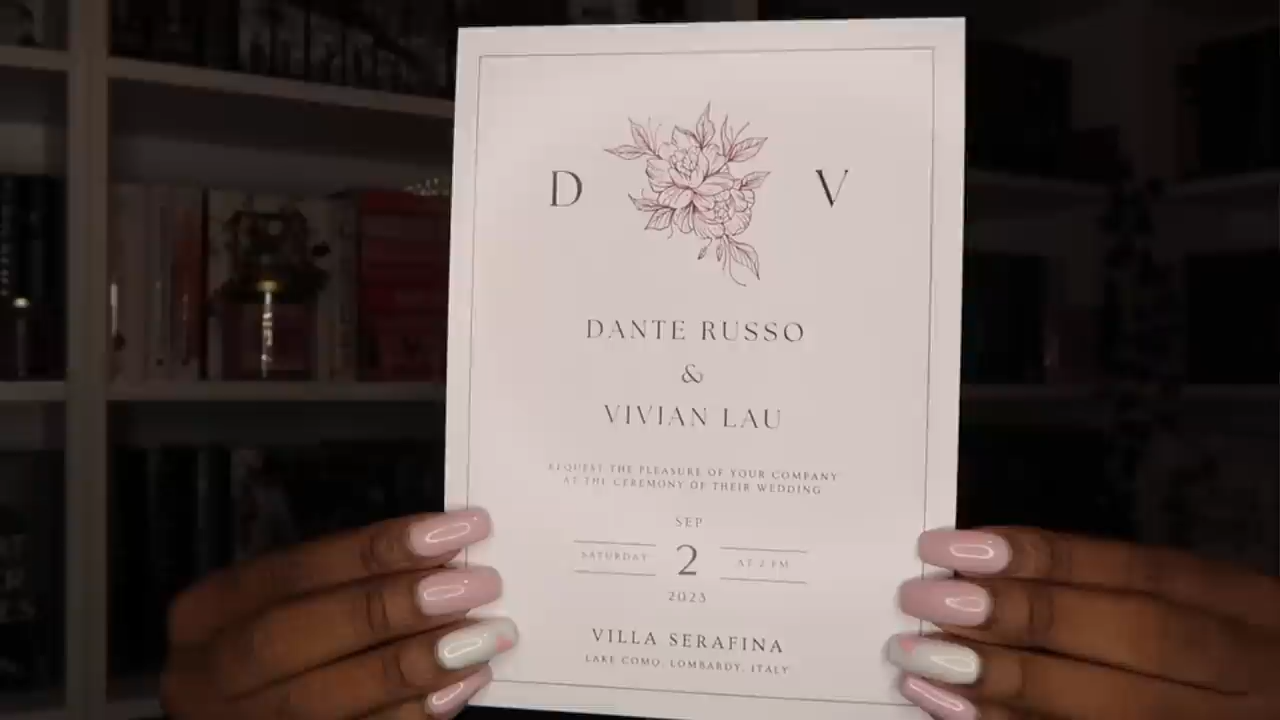 D V
DANTE RUSSO
&
VIVIAN LAU
REQUEST THE PLEASURE OF YOUR COMPANY
AT THE CEREMONY OF THEIR WEDDING
SEP
SATURDAY 2 AT 2 PM
2023
VILLA SERAFINA
LAKE COMO, LOMBARDY, ITALY